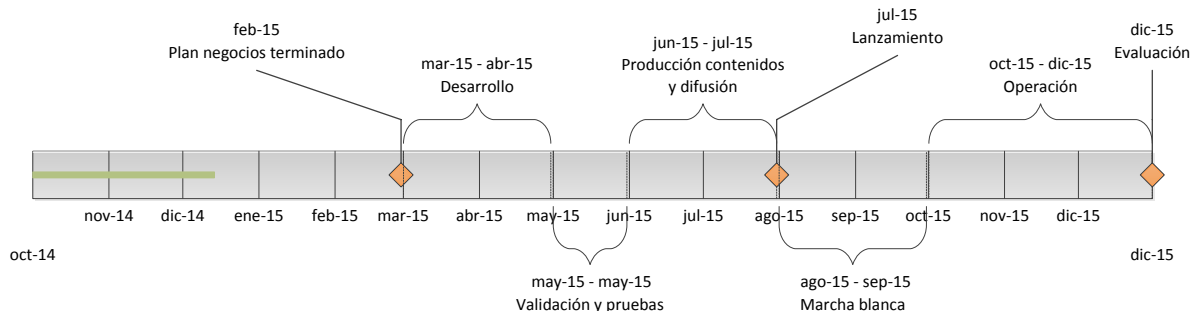 feb-15
Plan negocios terminado
mar-15 - abr-15
Desarrollo
jun-15 - jul-15
Producción contenidos
y difusión
jul-15
Lanzamiento
oct-15 - dic-15
Operación
dic-15
Evaluación
nov-14 dic-14 ene-15 feb-15 mar-15 abr-15 may-15 jun-15 jul-15 ago-15 sep-15 oct-15 nov-15 dic-15
oct-14
dic-15
may-15 - may-15
Validación y pruebas
ago-15 - sep-15
Marcha blanca